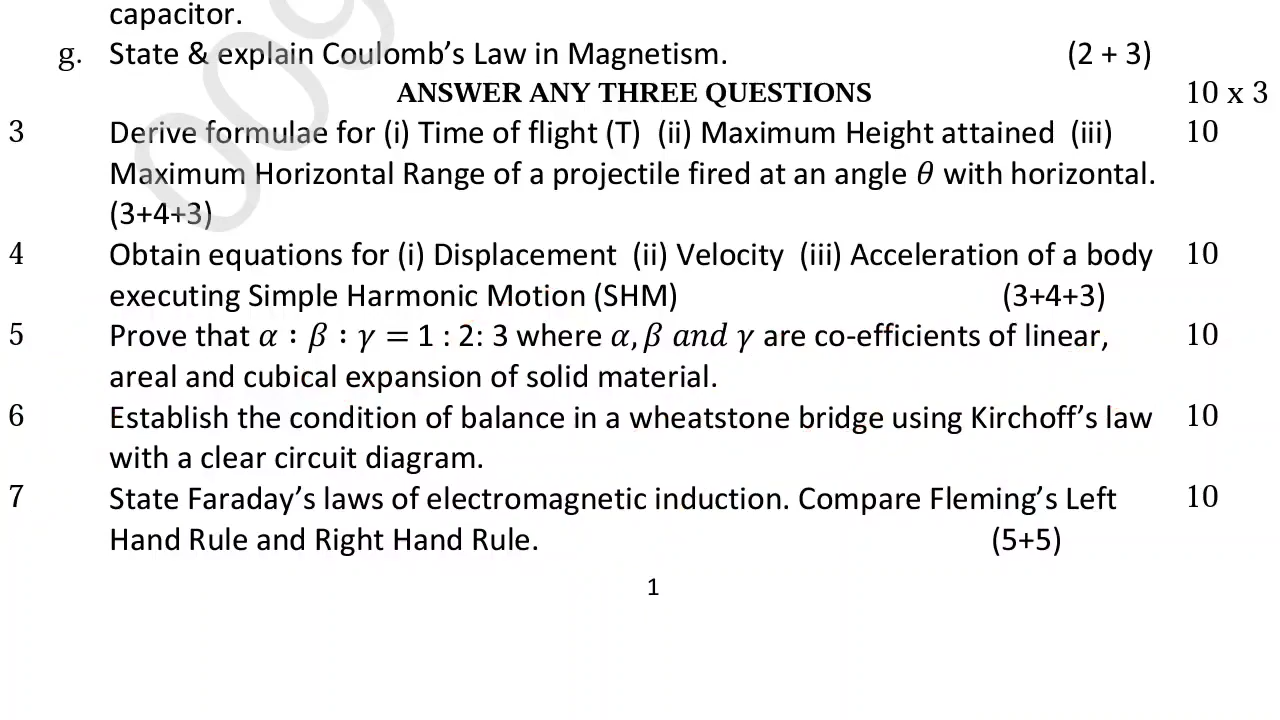 capacitor.
g. State & explain Coulomb's Law in Magnetism. (2 + 3)
ANSWER ANY THREE QUESTIONS 10 x 3
3 Derive formulae for (i) Time of flight (T) (ii) Maximum Height attained (iii) 10
Maximum Horizontal Range of a projectile fired at an angle θ with horizontal.
(3+4+3)
4 Obtain equations for (i) Displacement (ii) Velocity (iii) Acceleration of a body 10
executing Simple Harmonic Motion (SHM) (3+4+3)
5 Prove that α : β : γ = 1 : 2: 3 where α, β and γ are co-efficients of linear, 10
areal and cubical expansion of solid material.
6 Establish the condition of balance in a wheatstone bridge using Kirchoff's law 10
with a clear circuit diagram.
7 State Faraday's laws of electromagnetic induction. Compare Fleming's Left 10
Hand Rule and Right Hand Rule. (5+5)
1
009